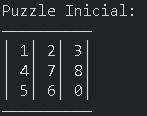 Puzzle Inicial:
| 1| 2| 3|
| 4| 7| 8|
| 5| 6| 0|